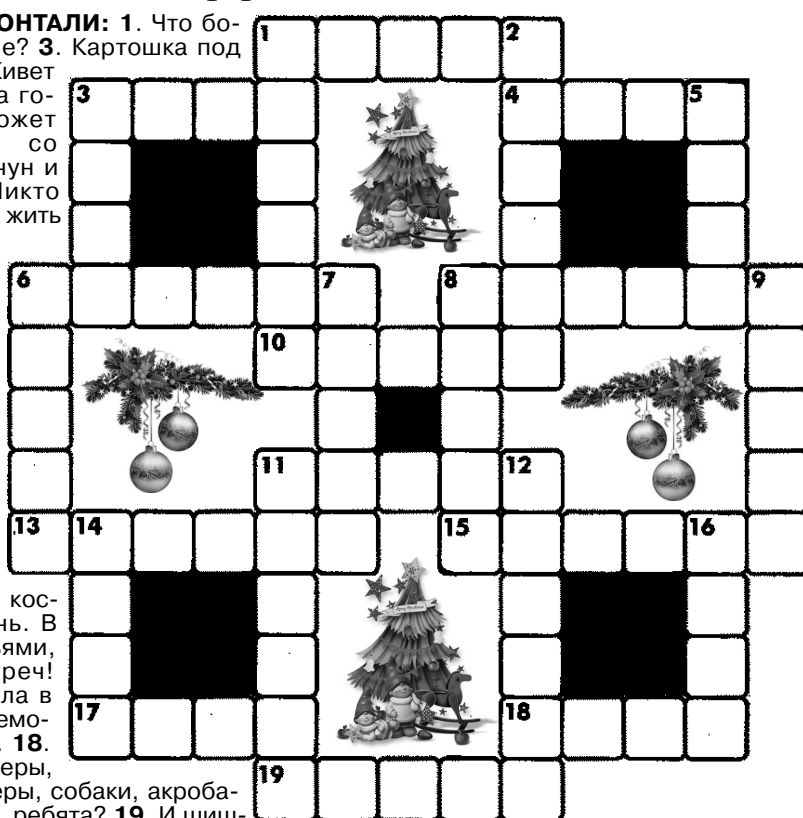 ОНТАЛИ: 1. Что бо-
е? 3. Картошка под
Живет
а го-
ожет
со
нун и
Никто
жить
1 2
3 4 5
6 7 8 9
10
11 12
13 14 15 16
кос-
нь. В
ьями,
реч!
ла в
емо-
. 18.
еры,
еры, собаки, акроба-
ребята? 19. И шиш-
17 18
19